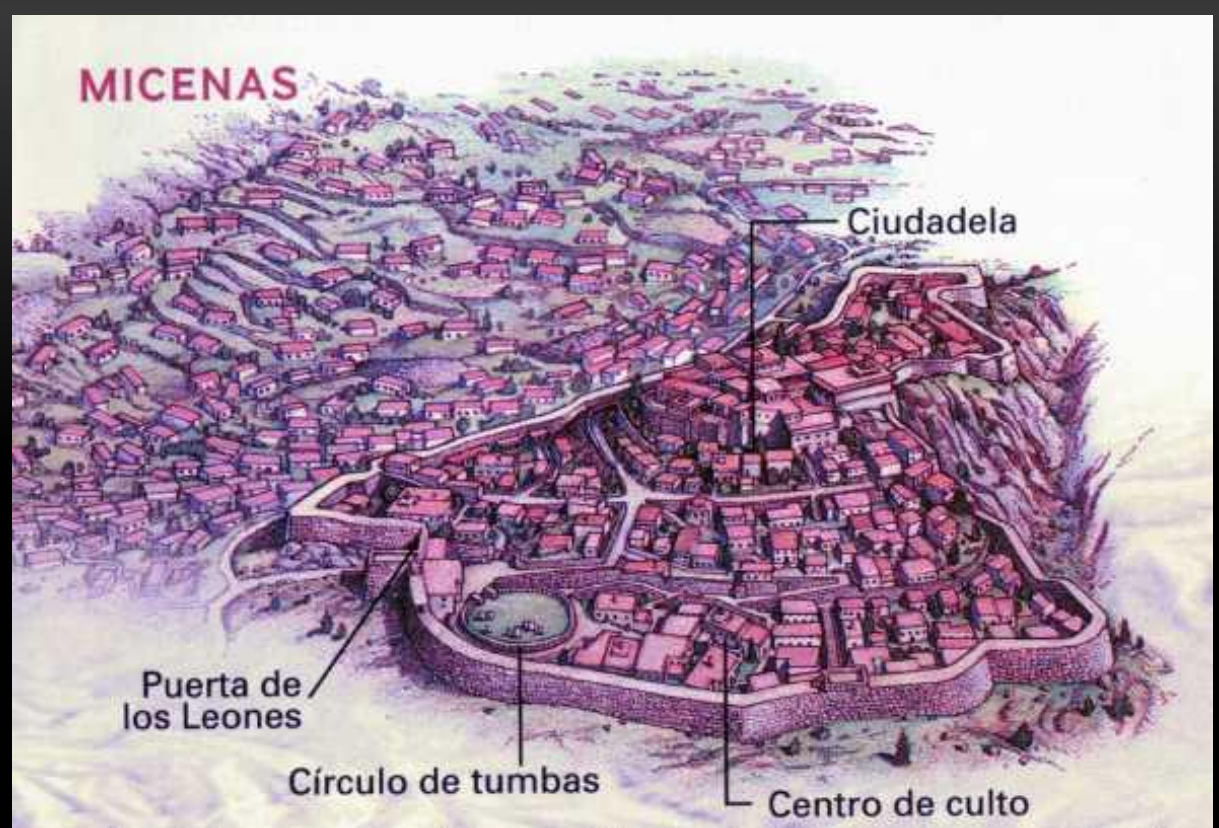 MICENAS
Ciudadela
Puerta de
los Leones
Círculo de tumbas
Centro de culto